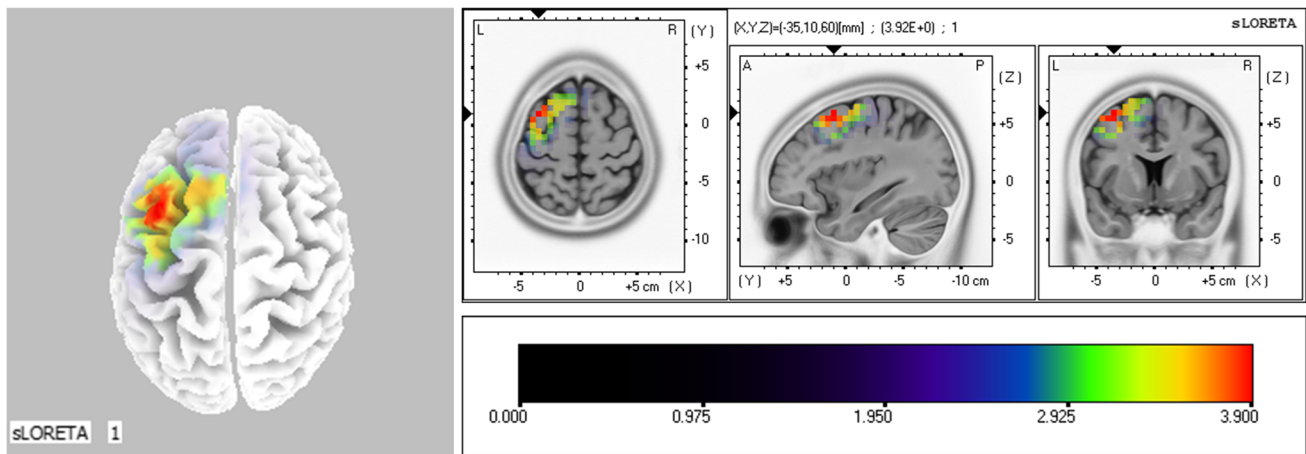 (X,Y,Z)=(-35,10,60)[mm] ; (3.92E+0) ; 1
sLORETA
L R (Y)
+5
0
-5
-10
-5 0 +5 cm (X)
A P (Z)
+5
0
-5
(Y) +5 0 -5 -10 cm
L R (Z)
+5
0
-5
-5 0 +5 cm (X)
0.000 0.975 1.950 2.925 3.900
sLORETA 1